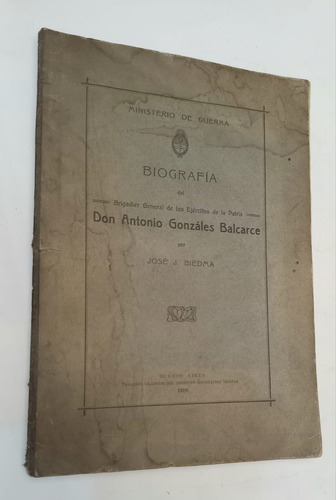 MINISTERIO DE GUERRA
BIOGRAFÍA
del
Brigadier General de los Ejércitos de la Patria
Don Antonio Gonzáles Balcarce
por
JOSÉ J. BIEDMA
BUENOS AIRES